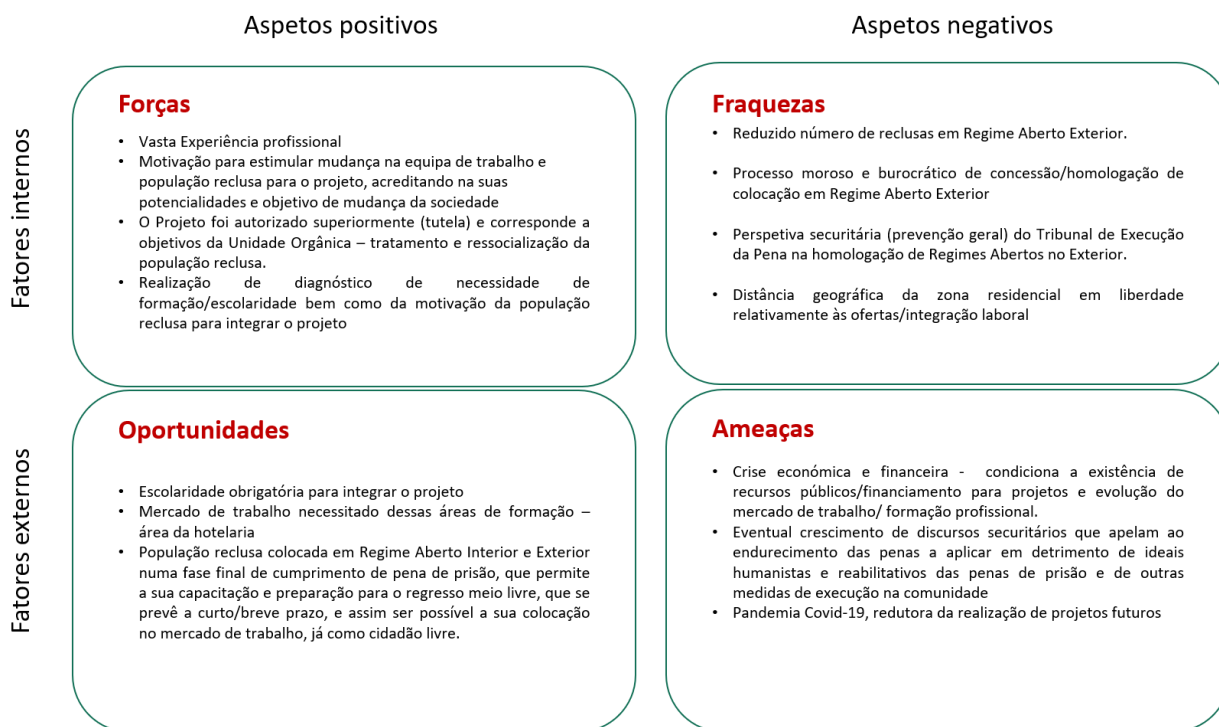 Aspetos positivos
Aspetos negativos
Fatores internos
Forças
• Vasta Experiência profissional
• Motivação para estimular mudança na equipa de trabalho e
população reclusa para o projeto, acreditando na suas
potencialidades e objetivo de mudança da sociedade
• O Projeto foi autorizado superiormente (tutela) e corresponde a
objetivos da Unidade Orgânica – tratamento e ressocialização da
população reclusa.
• Realização de diagnóstico de necessidade de
formação/escolaridade bem como da motivação da população
reclusa para integrar o projeto
Fraquezas
• Reduzido número de reclusas em Regime Aberto Exterior.
• Processo moroso e burocrático de concessão/homologação de
colocação em Regime Aberto Exterior
• Perspetiva securitária (prevenção geral) do Tribunal de Execução
da Pena na homologação de Regimes Abertos no Exterior.
• Distância geográfica da zona residencial em liberdade
relativamente às ofertas/integração laboral
Fatores externos
Oportunidades
• Escolaridade obrigatória para integrar o projeto
• Mercado de trabalho necessitado dessas áreas de formação –
área da hotelaria
• População reclusa colocada em Regime Aberto Interior e Exterior
numa fase final de cumprimento de pena de prisão, que permite
a sua capacitação e preparação para o regresso meio livre, que se
prevê a curto/breve prazo, e assim ser possível a sua colocação
no mercado de trabalho, já como cidadão livre.
Ameaças
• Crise económica e financeira - condiciona a existência de
recursos públicos/financiamento para projetos e evolução do
mercado de trabalho/ formação profissional.
• Eventual crescimento de discursos securitários que apelam ao
endurecimento das penas a aplicar em detrimento de ideais
humanistas e reabilitativos das penas de prisão e de outras
medidas de execução na comunidade
• Pandemia Covid-19, redutora da realização de projetos futuros